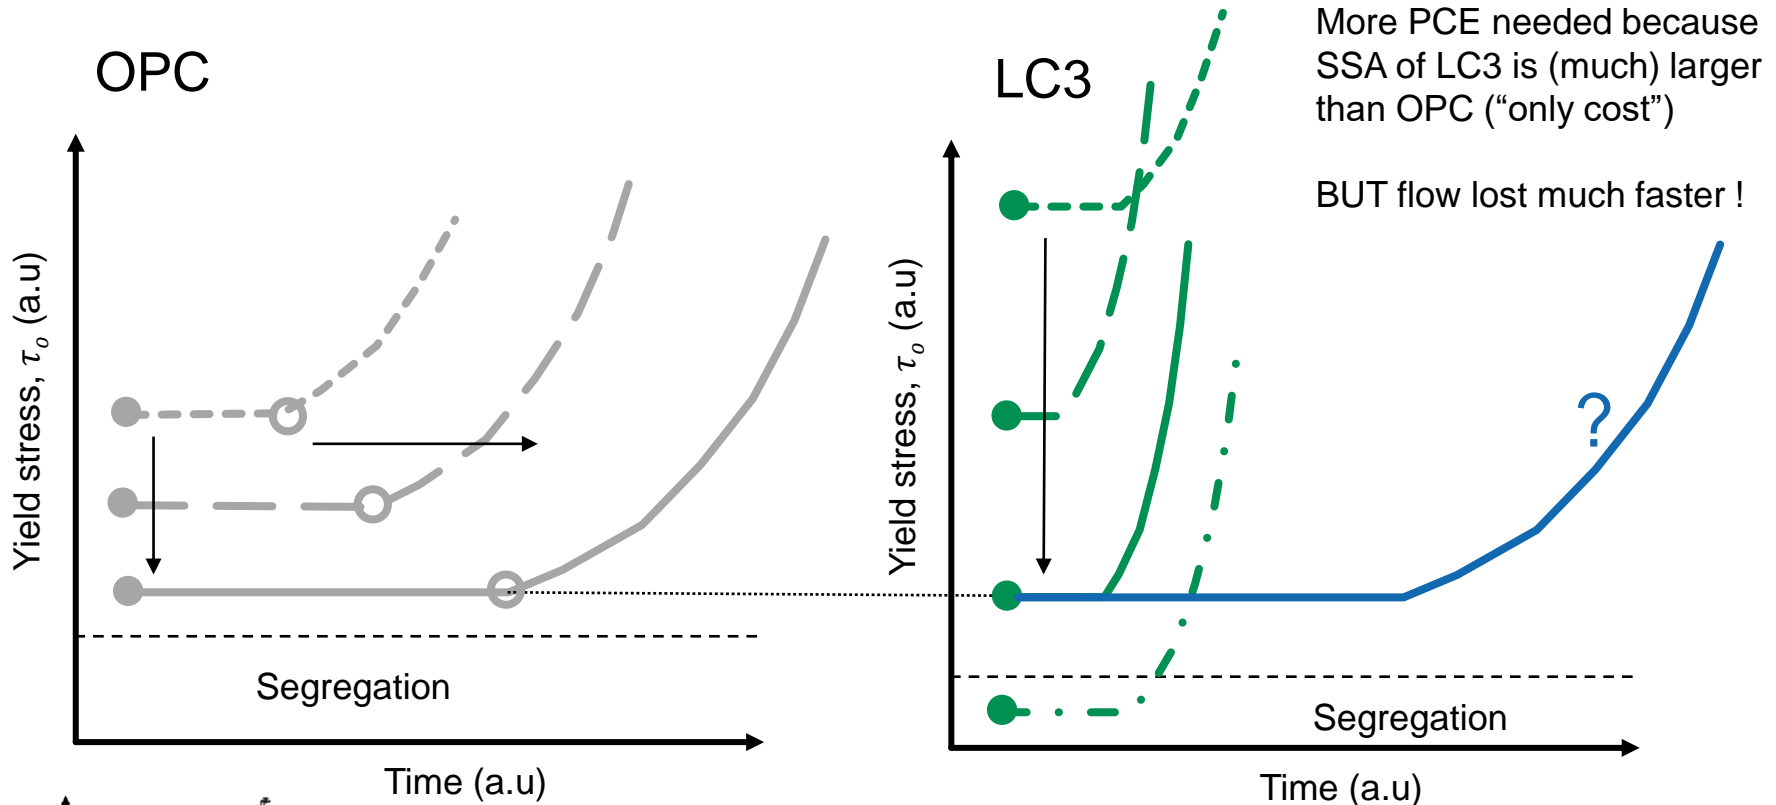 OPC
Yield stress, τₒ (a.u)
Segregation
Time (a.u)
LC3
More PCE needed because
SSA of LC3 is (much) larger
than OPC (“only cost”)
BUT flow lost much faster !
Yield stress, τₒ (a.u)
?
Segregation
Time (a.u)